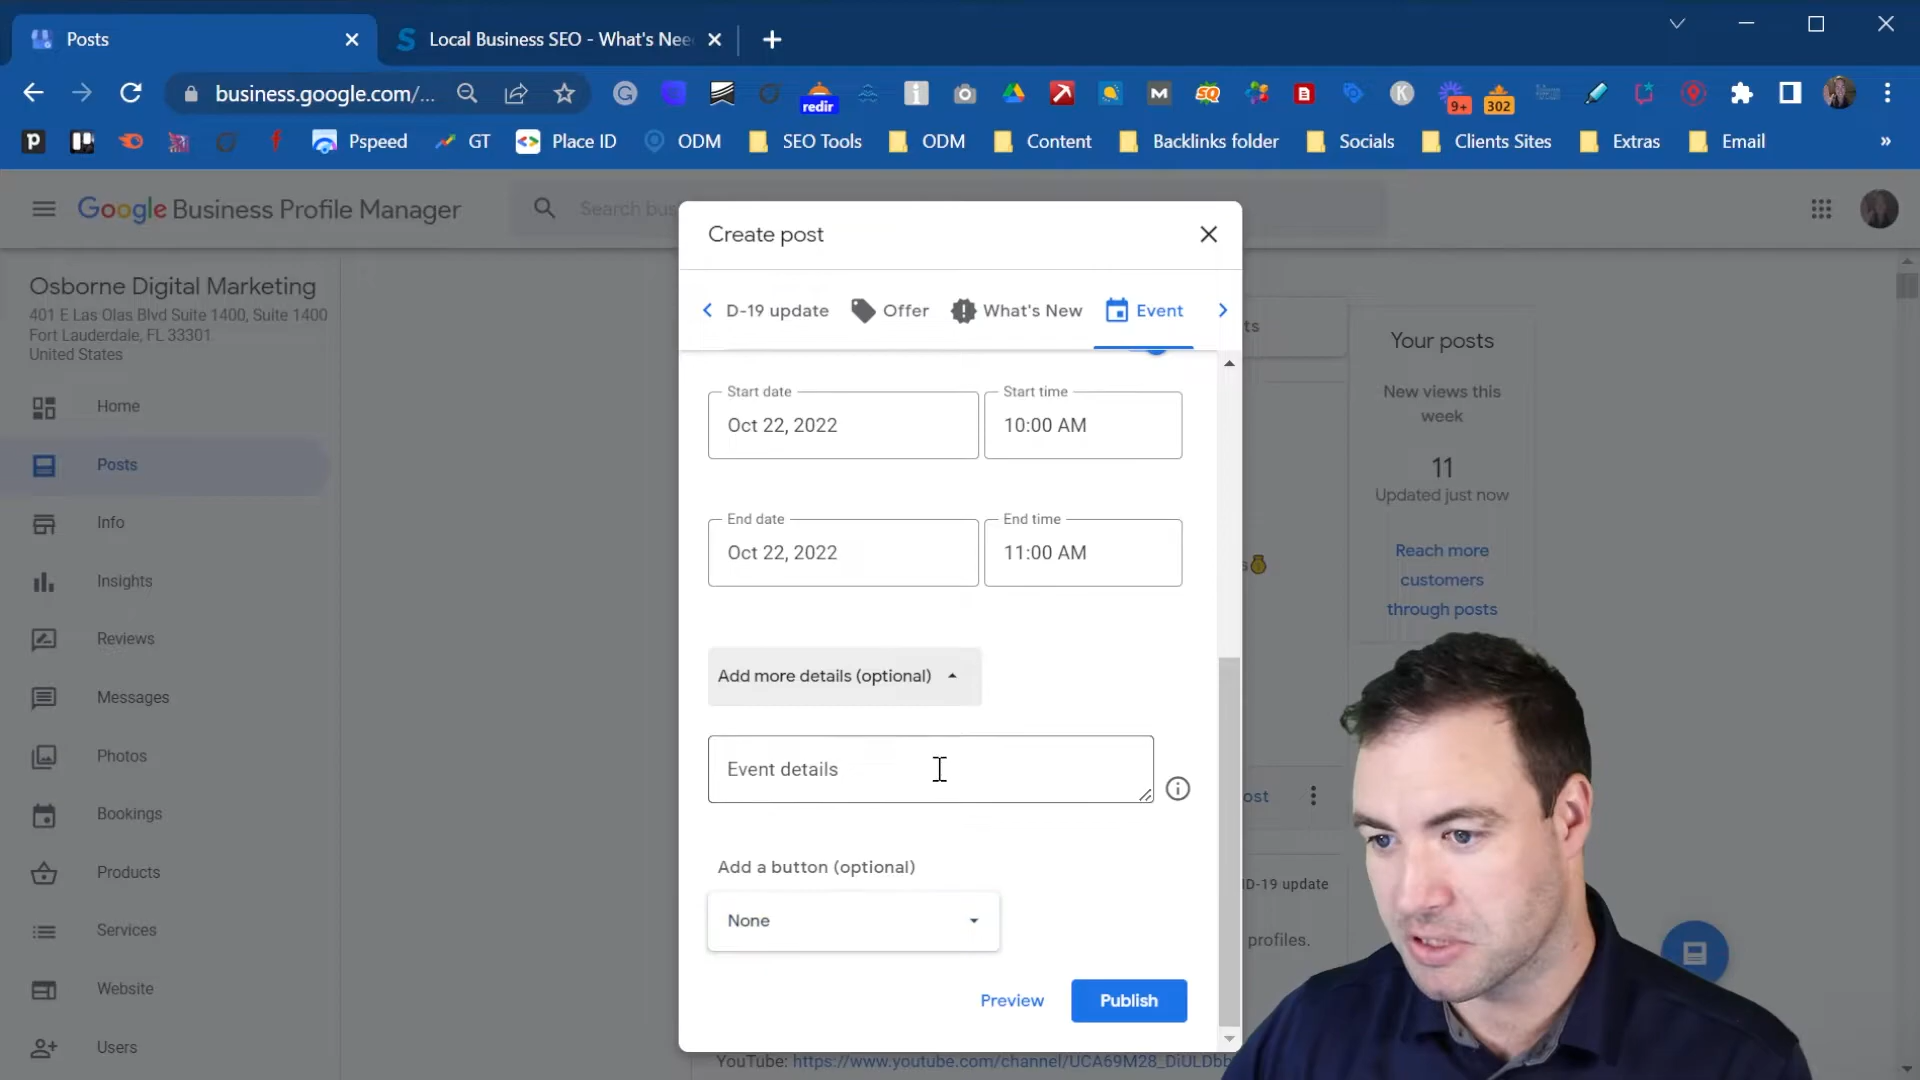 Posts
Local Business SEO - What's Nee
business.google.com/...
redir
9+
302
Pspeed
GT
Place ID
ODM
SEO Tools
ODM
Content
Backlinks folder
Socials
Clients Sites
Extras
Email
»
Google Business Profile Manager
Search bus
Osborne Digital Marketing
401 E Las Olas Blvd Suite 1400, Suite 1400
Fort Lauderdale, FL 33301
United States
Home
Posts
Info
Insights
Reviews
Messages
Photos
Bookings
Products
Services
Website
Users
Create post
D-19 update
Offer
What's New
Event
Start date
Oct 22, 2022
Start time
10:00 AM
End date
Oct 22, 2022
End time
11:00 AM
Add more details (optional)
Event details
Add a button (optional)
None
Preview
Publish
ts
Your posts
New views this
week
11
Updated just now
Reach more
customers
through posts
s
ost
ID-19 update
profiles.
YouTube: https://www.youtube.com/channel/UCA69M28_DiULDbb